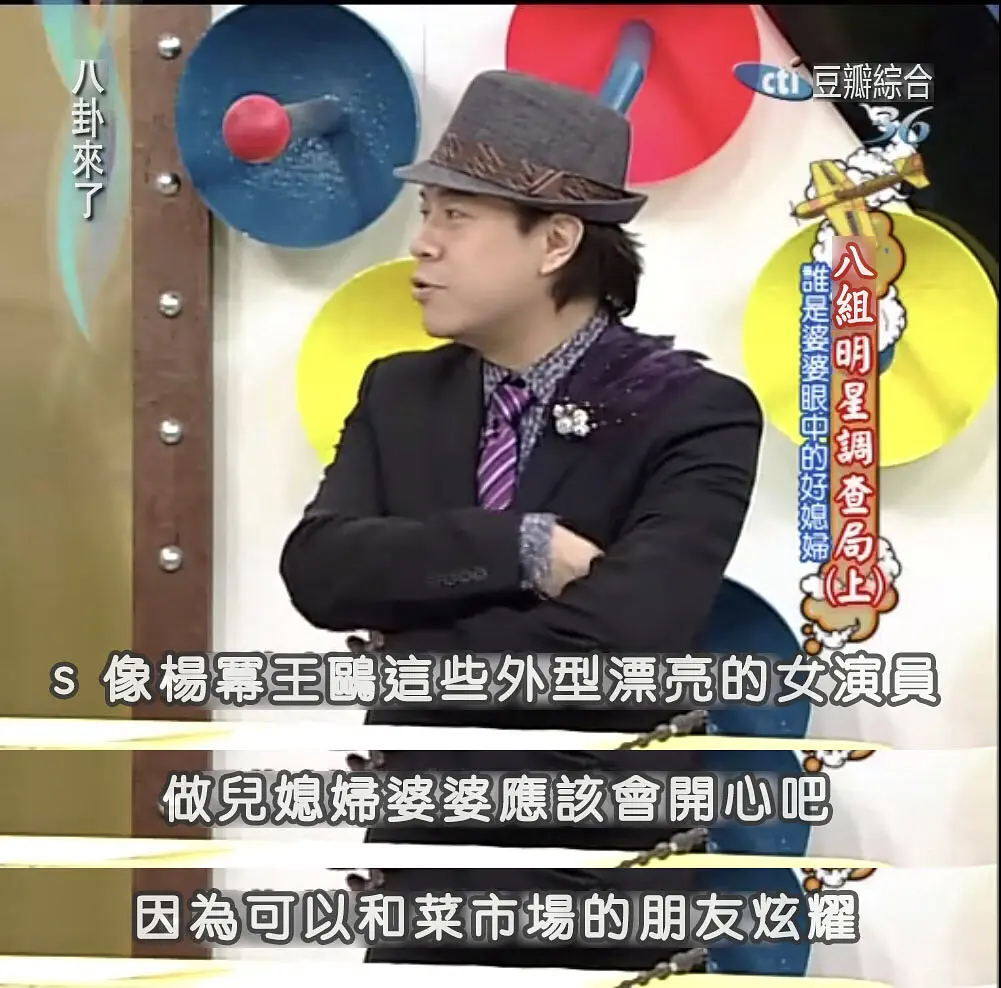 八卦來了
cti 豆瓣綜合
36
八組明星調查局(上)
誰是婆婆眼中的好媳婦
s 像楊冪王鷗這些外型漂亮的女演員
做兒媳婦婆婆應該會開心吧
因為可以和菜市場的朋友炫耀